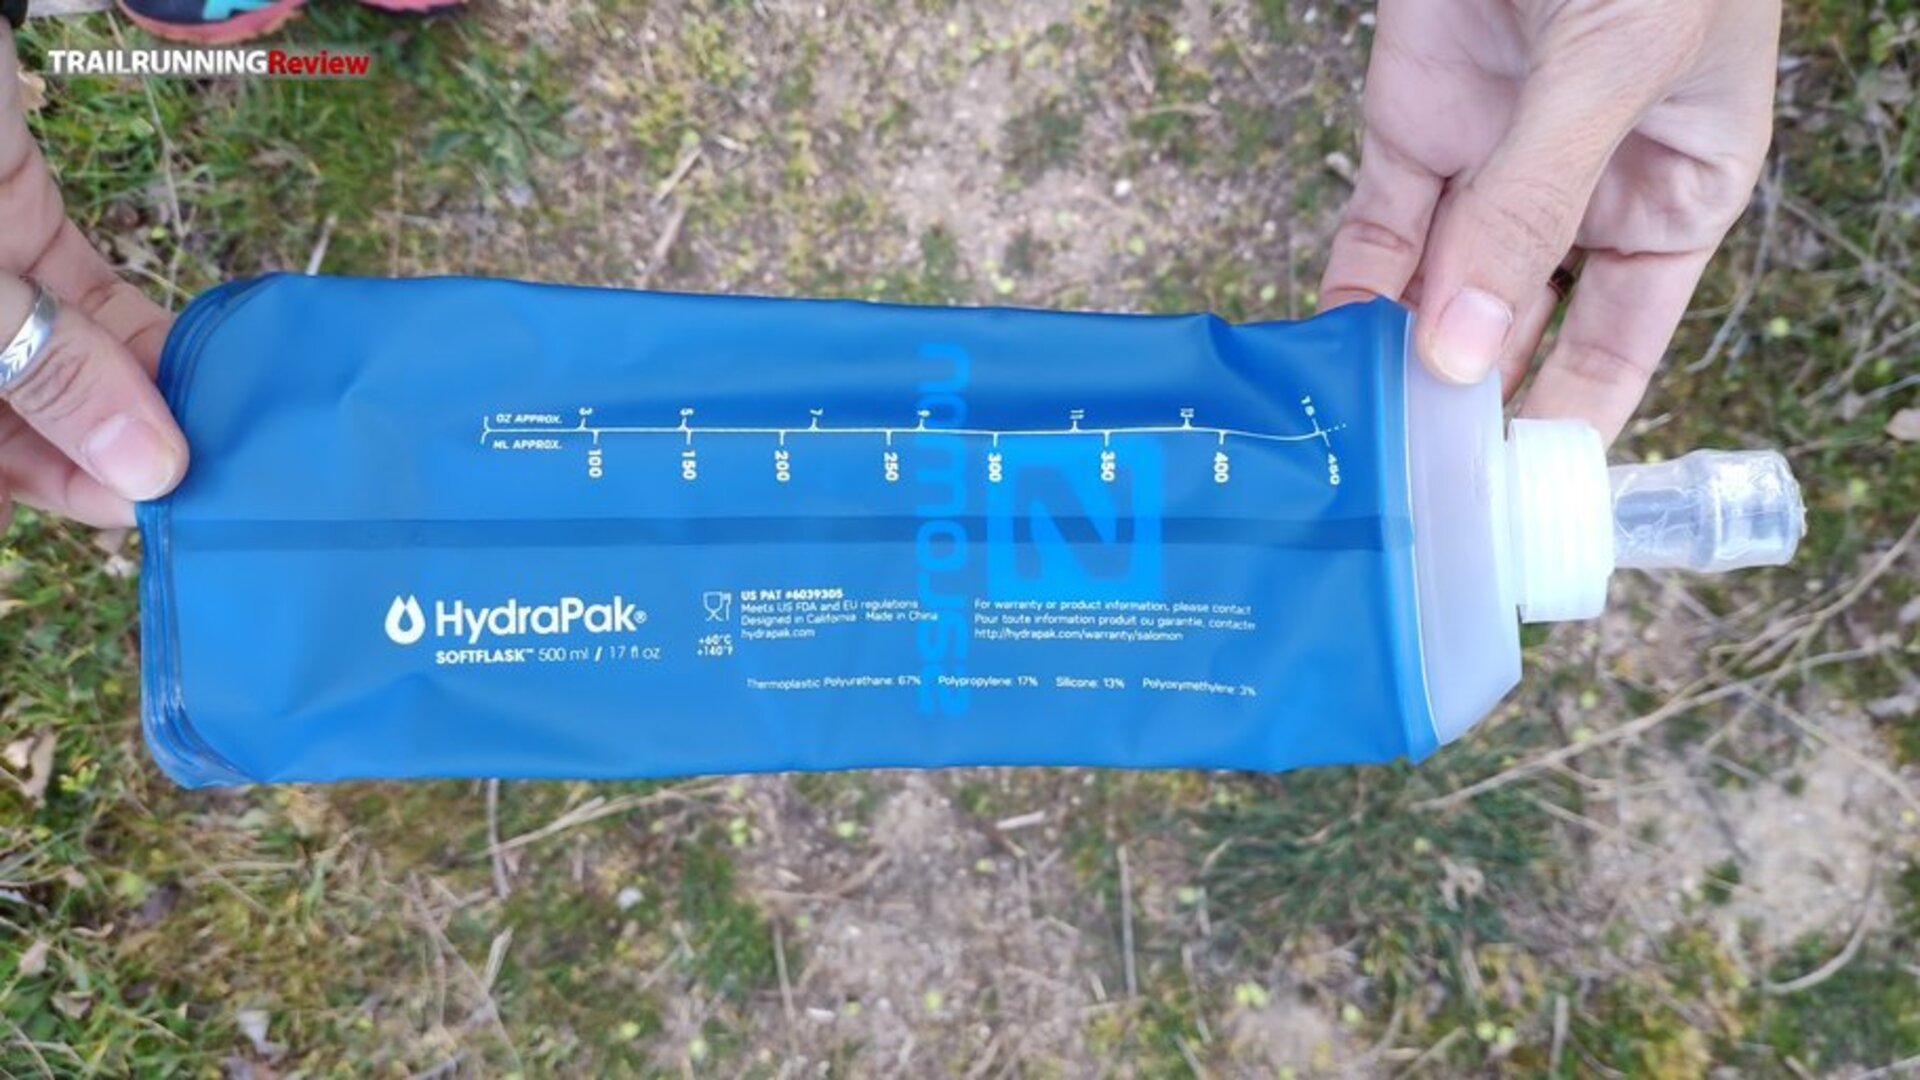 TRAILRUNNINGReview
OZ APPROX. 3 5 7 9 11 13
ML APPROX. 100 150 200 250 300 350 400 450
salomon
HydraPak®
SOFTFLASK™ 500 ml / 17 fl oz
+60°C
+140°F
US PAT #6039305
Meets US FDA and EU regulations
Designed in California Made in China
hydrapak.com
For warranty or product information, please contact
Pour toute information produit ou garantie, contacter
http://hydrapak.com/warranty/salomon
Thermoplastic Polyurethane: 67% Polypropylene: 17% Silicone: 13% Polyoxymethylene: 3%